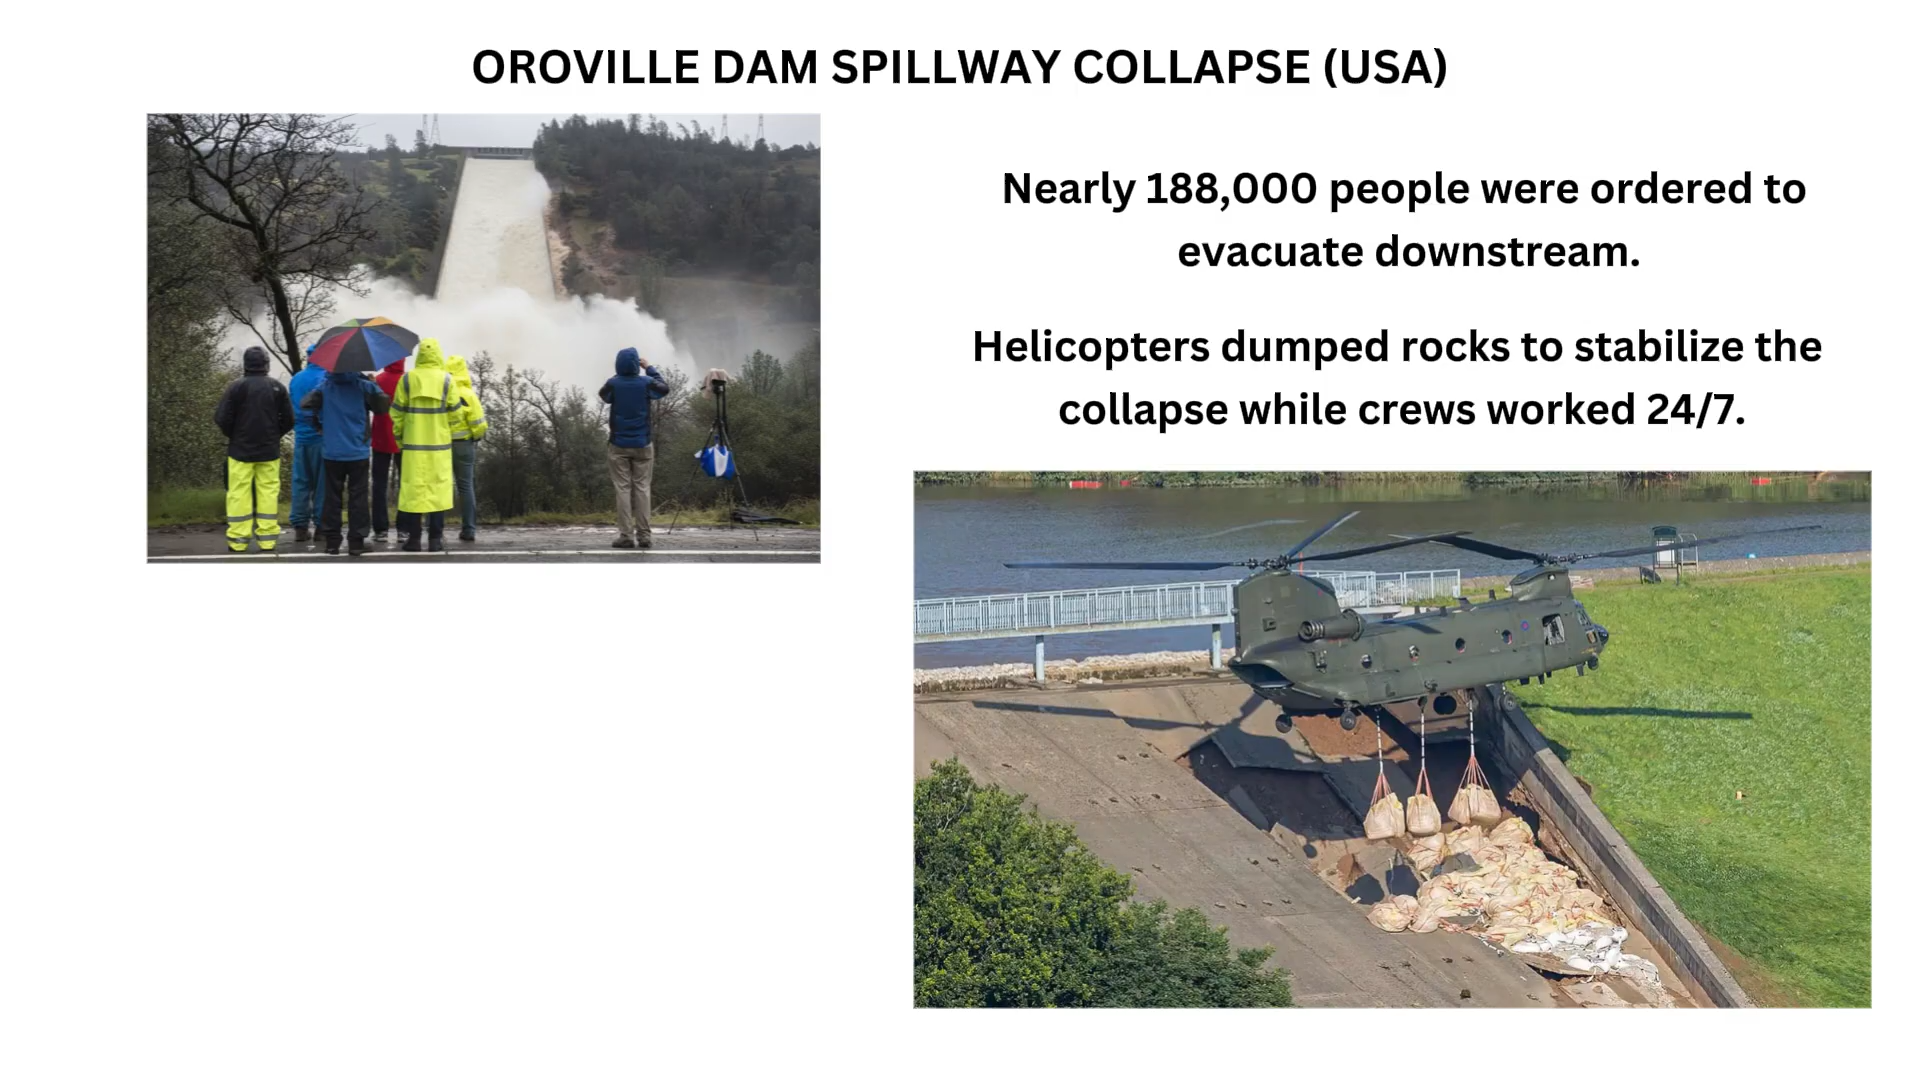 OROVILLE DAM SPILLWAY COLLAPSE (USA)
Nearly 188,000 people were ordered to
evacuate downstream.
Helicopters dumped rocks to stabilize the
collapse while crews worked 24/7.